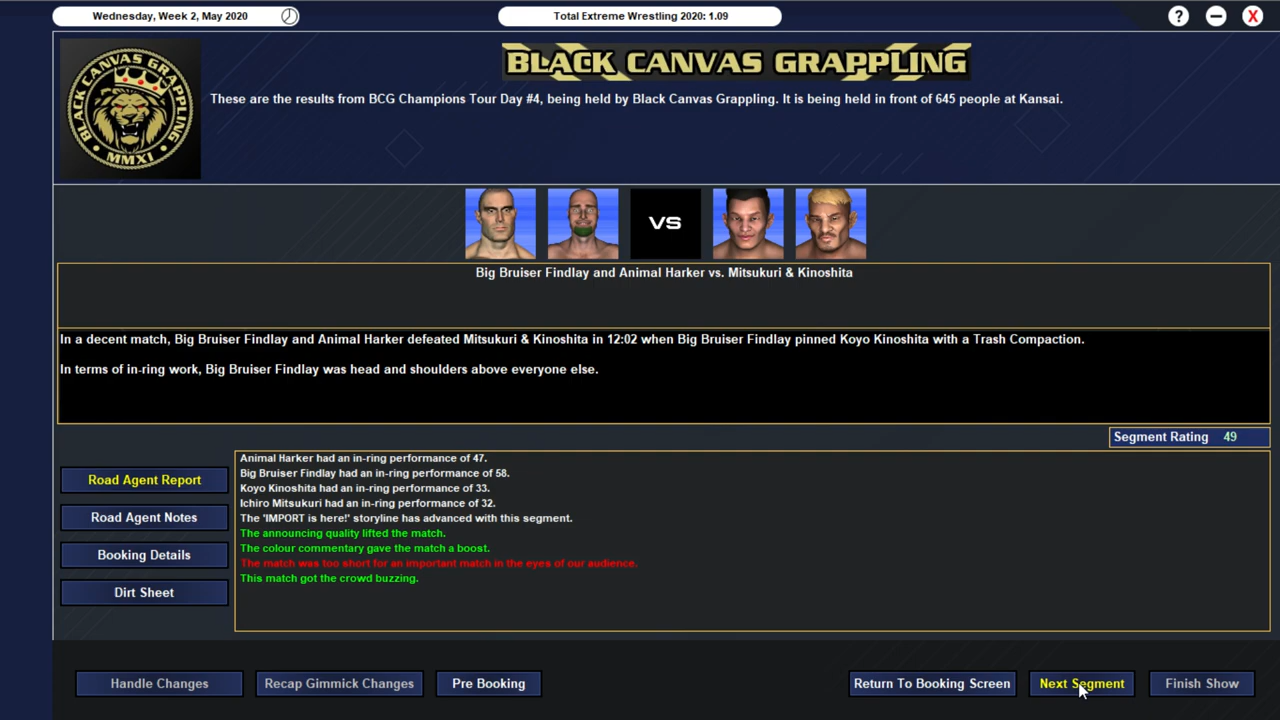 Wednesday, Week 2, May 2020
Total Extreme Wrestling 2020: 1.09
?
X
BLACK CANVAS GRAPPLING
MMXI
BLACK CANVAS GRAPPLING
These are the results from BCG Champions Tour Day #4, being held by Black Canvas Grappling. It is being held in front of 645 people at Kansai.
VS
Big Bruiser Findlay and Animal Harker vs. Mitsukuri & Kinoshita
In a decent match, Big Bruiser Findlay and Animal Harker defeated Mitsukuri & Kinoshita in 12:02 when Big Bruiser Findlay pinned Koyo Kinoshita with a Trash Compaction.
In terms of in-ring work, Big Bruiser Findlay was head and shoulders above everyone else.
Segment Rating 49
Road Agent Report
Road Agent Notes
Booking Details
Dirt Sheet
Animal Harker had an in-ring performance of 47.
Big Bruiser Findlay had an in-ring performance of 58.
Koyo Kinoshita had an in-ring performance of 33.
Ichiro Mitsukuri had an in-ring performance of 32.
The 'IMPORT is here!' storyline has advanced with this segment.
The announcing quality lifted the match.
The colour commentary gave the match a boost.
The match was too short for an important match in the eyes of our audience.
This match got the crowd buzzing.
Handle Changes
Recap Gimmick Changes
Pre Booking
Return To Booking Screen
Next Segment
Finish Show